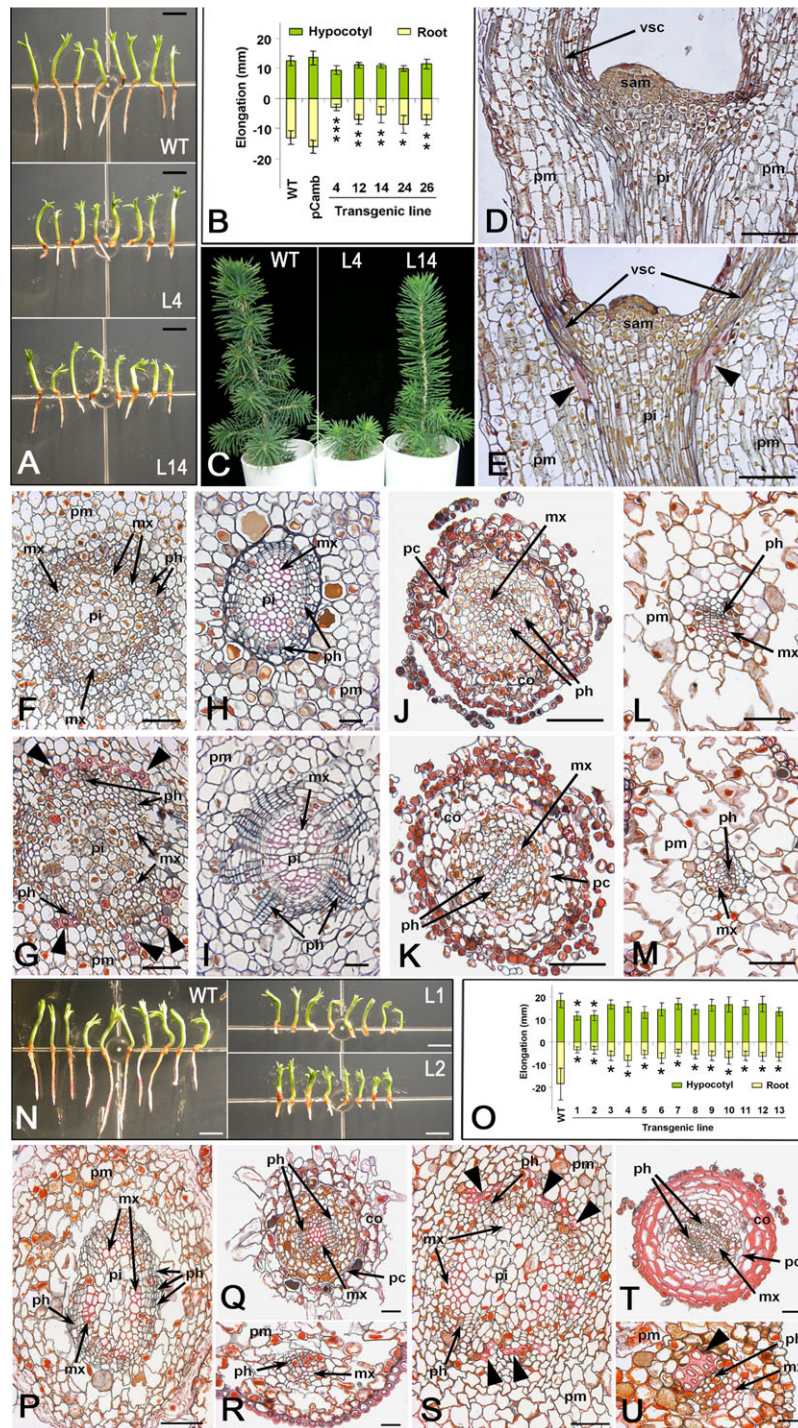 WT
L4
L14
A
Hypocotyl Root
Elongation (mm)
20
10
0
-10
-20
*** ** ** * **
WT pCamb 4 12 14 24 26
Transgenic line
B
WT L4 L14
C
vsc
sam
pm pi pm
D
vsc
sam
pi
pm pm
E
pm
mx mx
ph
pi
mx
F
mx
pi
ph
pm
H
mx
pc
co
ph
J
ph
pm
mx
L
ph
mx
pi
ph
pm
G
pm
mx
pi
ph
I
mx
co
pc
ph
K
ph
pm
mx
M
WT
N
L1
L2
Elongation (mm)
20
10
0
-10
-20
* *
* * * * * * * * * * * * *
Hypocotyl Root
WT 1 2 3 4 5 6 7 8 9 10 11 12 13
Transgenic line
O
pm
mx
pi
ph
ph
mx
P
ph
co
mx
pc
Q
pm
ph mx
R
ph pm
mx
pi
ph
pm
S
ph
co
pc
mx
T
pm
ph
mx
U